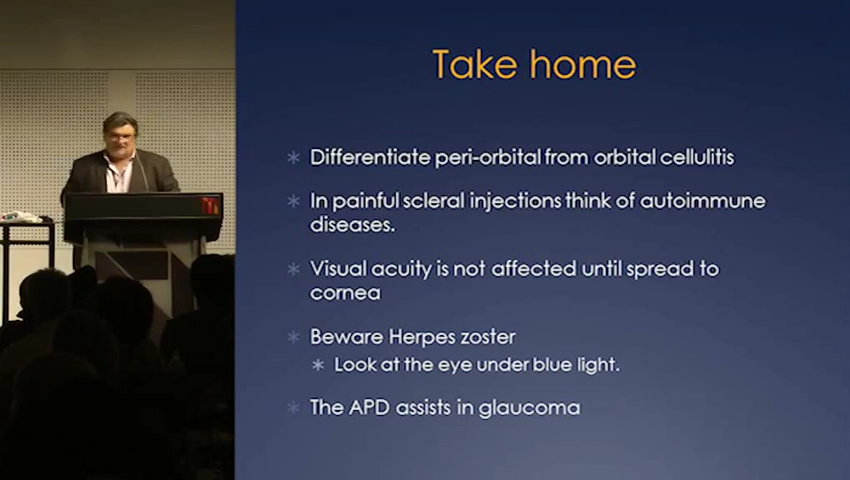 Take home
Differentiate peri-orbital from orbital cellulitis
In painful scleral injections think of autoimmune
diseases.
Visual acuity is not affected until spread to
cornea
Beware Herpes zoster
Look at the eye under blue light.
The APD assists in glaucoma